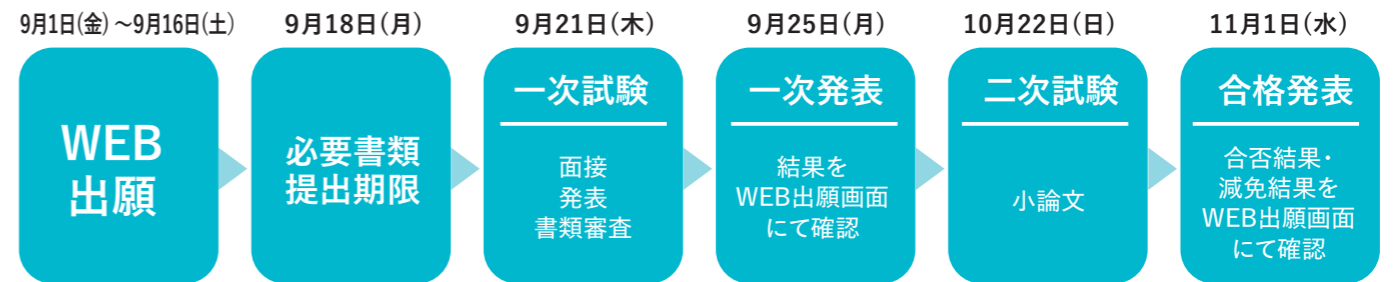 9月1日(金)～9月16日(土)
WEB
出願
9月18日(月)
必要書類
提出期限
9月21日(木)
一次試験
面接
発表
書類審査
9月25日(月)
一次発表
結果を
WEB出願画面
にて確認
10月22日(日)
二次試験
小論文
11月1日(水)
合格発表
合否結果・
減免結果を
WEB出願画面
にて確認